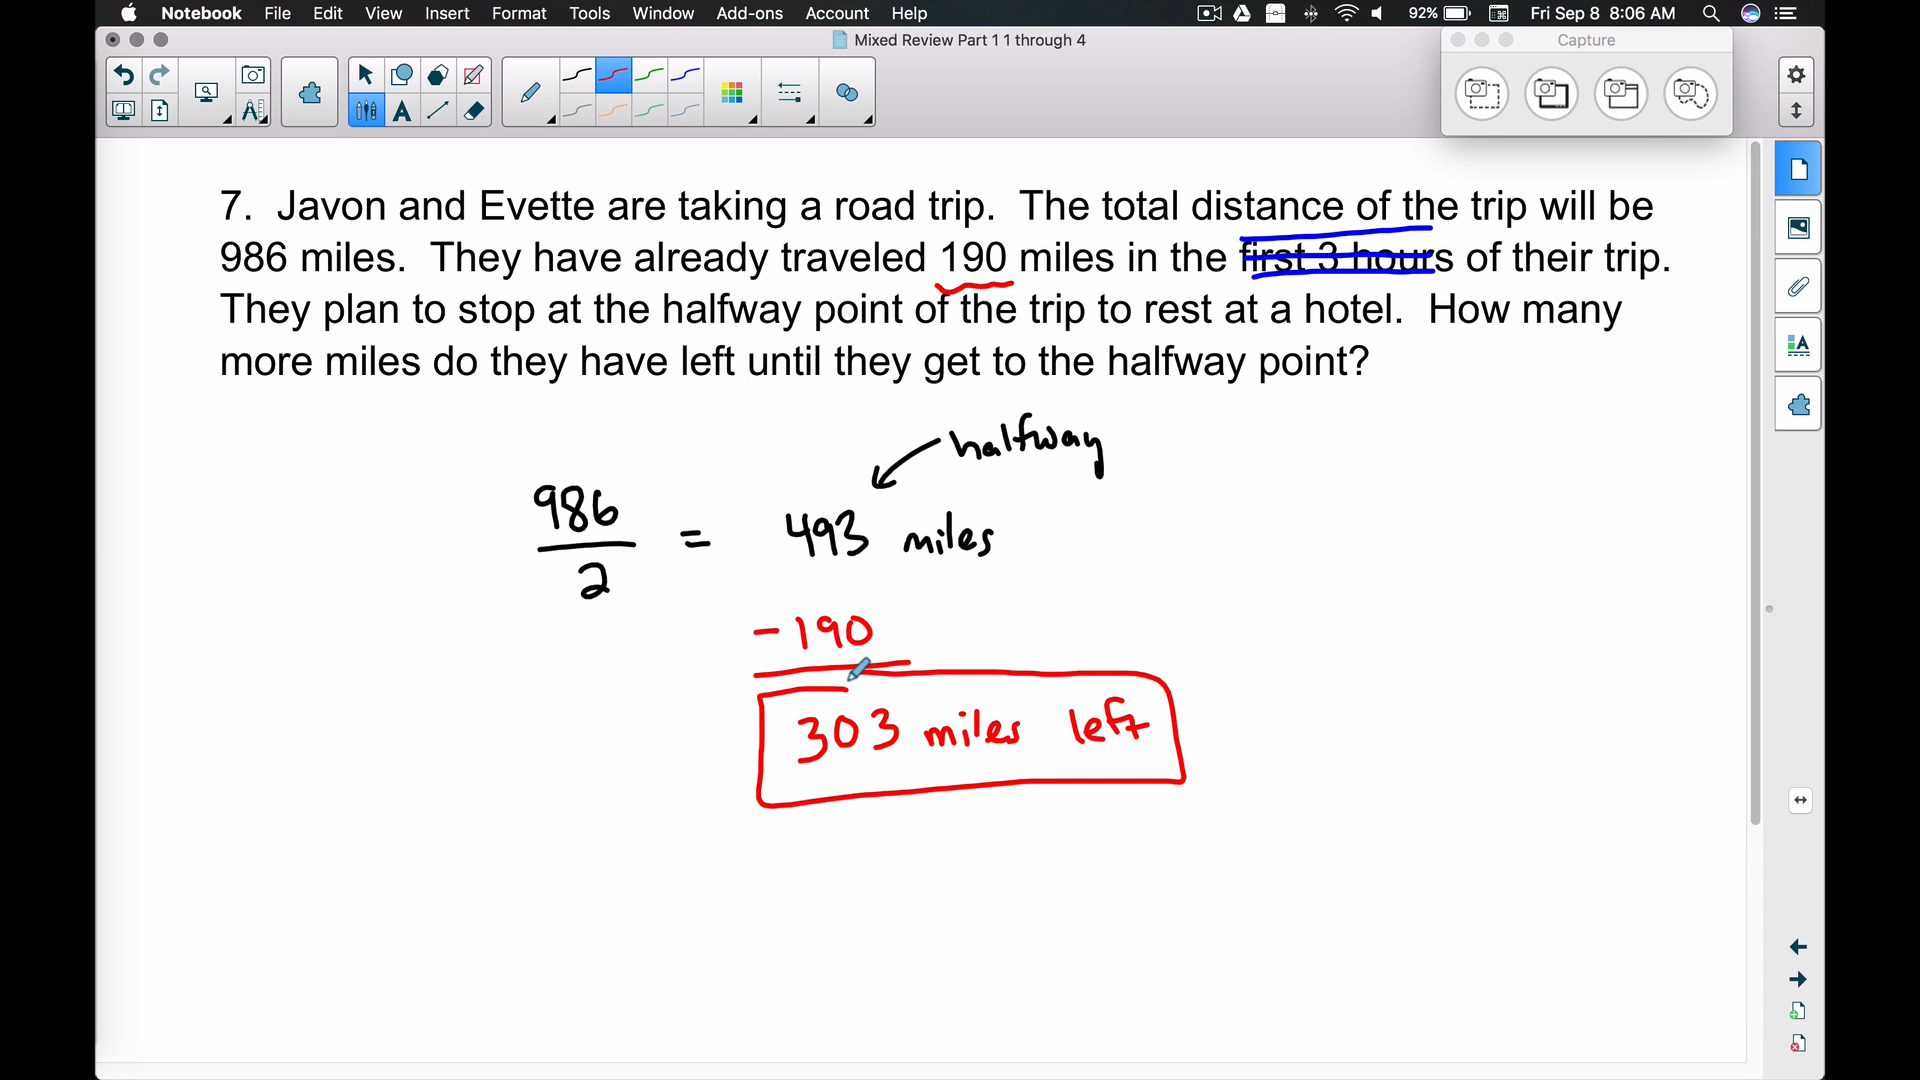 Notebook File Edit View Insert Format Tools Window Add-ons Account Help 92% Fri Sep 8 8:06 AM
Mixed Review Part 1 1 through 4
Capture
7. Javon and Evette are taking a road trip. The total distance of the trip will be
986 miles. They have already traveled 190 miles in the first 3 hours of their trip.
They plan to stop at the halfway point of the trip to rest at a hotel. How many
more miles do they have left until they get to the halfway point?
halfway
986
= 493 miles
2
-190
303 miles left